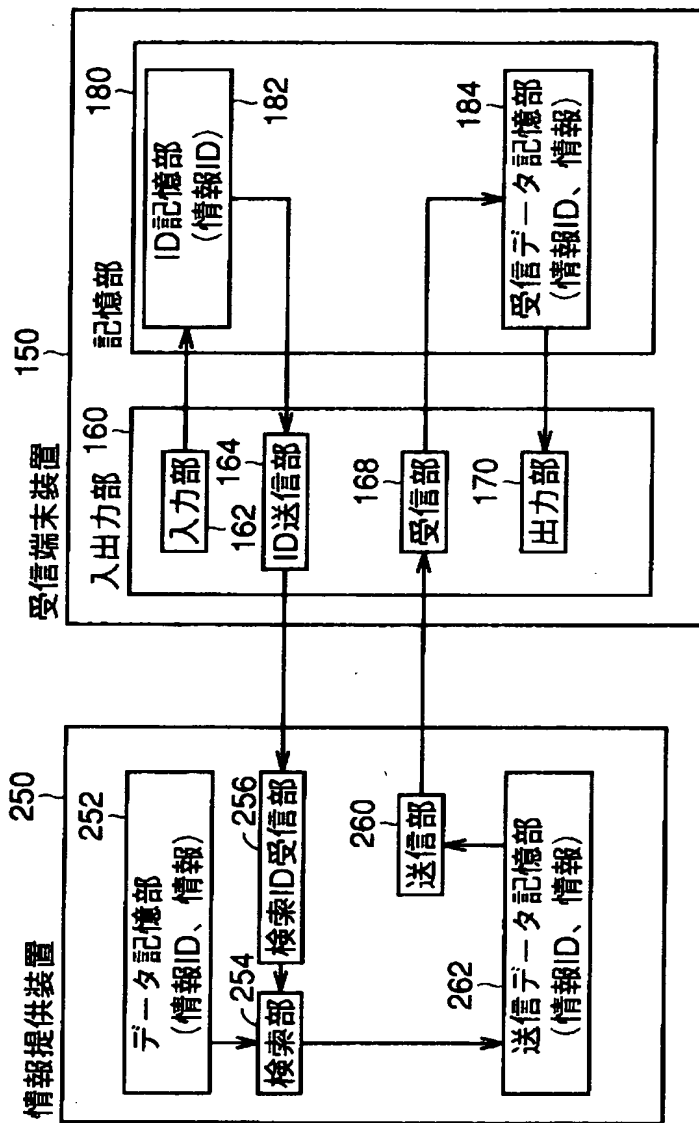 情報提供装置
250
データ記憶部
(情報ID、情報)
252
検索部
254
検索ID受信部
256
送信部
260
送信データ記憶部
(情報ID、情報)
262
受信端末装置
150
入出力部
160
入力部
162
ID送信部
164
受信部
168
出力部
170
記憶部
180
ID記憶部
(情報ID)
182
受信データ記憶部
(情報ID、情報)
184